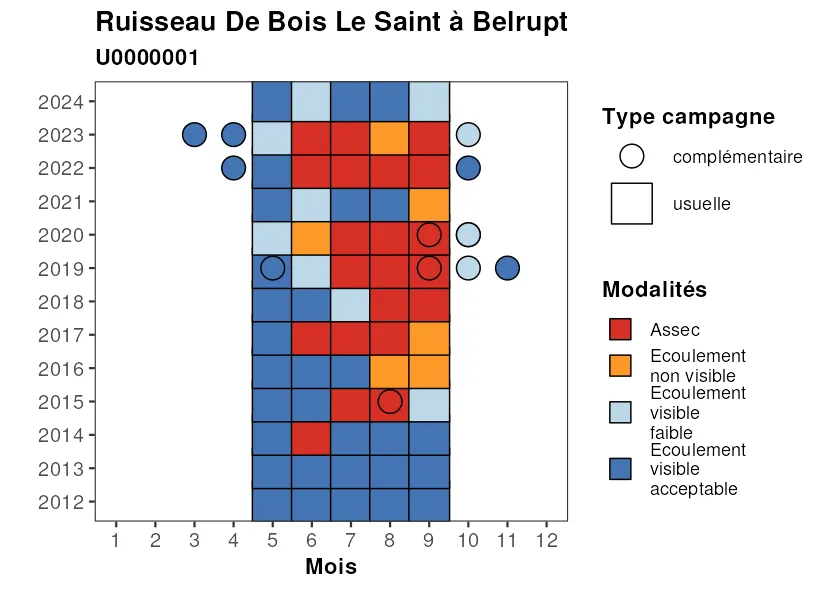 Ruisseau De Bois Le Saint à Belrupt
U0000001
2024
2023
2022
2021
2020
2019
2018
2017
2016
2015
2014
2013
2012
1 2 3 4 5 6 7 8 9 10 11 12
Mois
Type campagne
complémentaire
usuelle
Modalités
Assec
Ecoulement
non visible
Ecoulement
visible
faible
Ecoulement
visible
acceptable